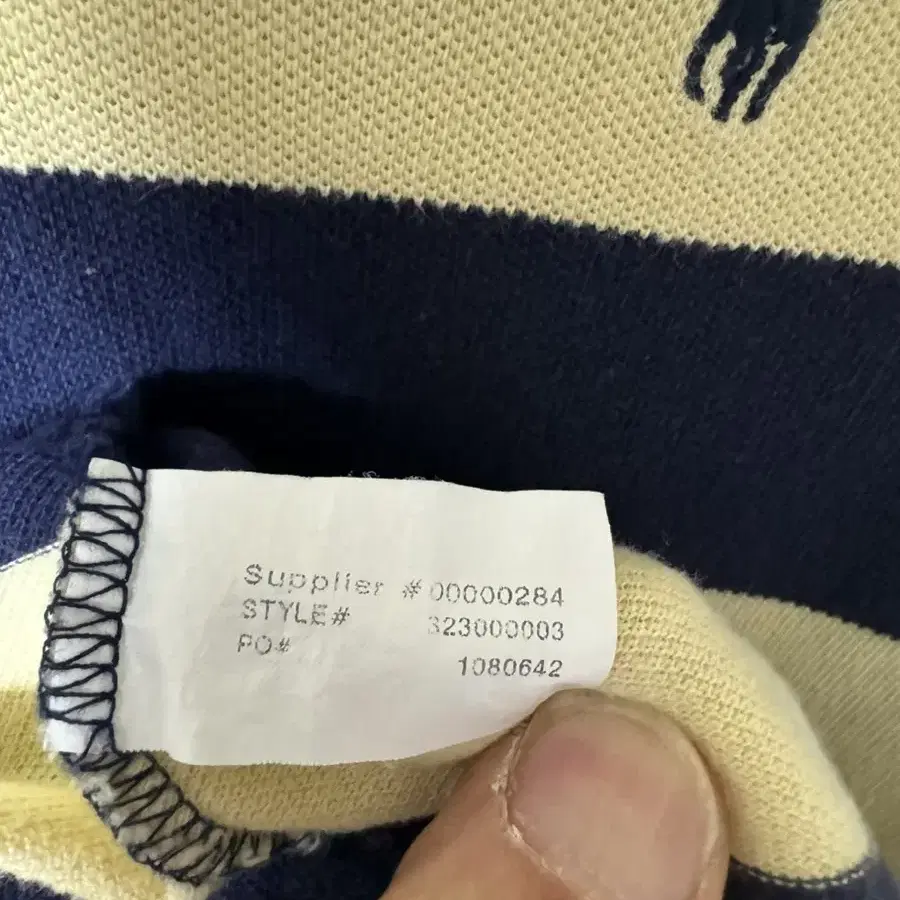 Supplier # 00000284
STYLE# 323000003
PO# 1080642